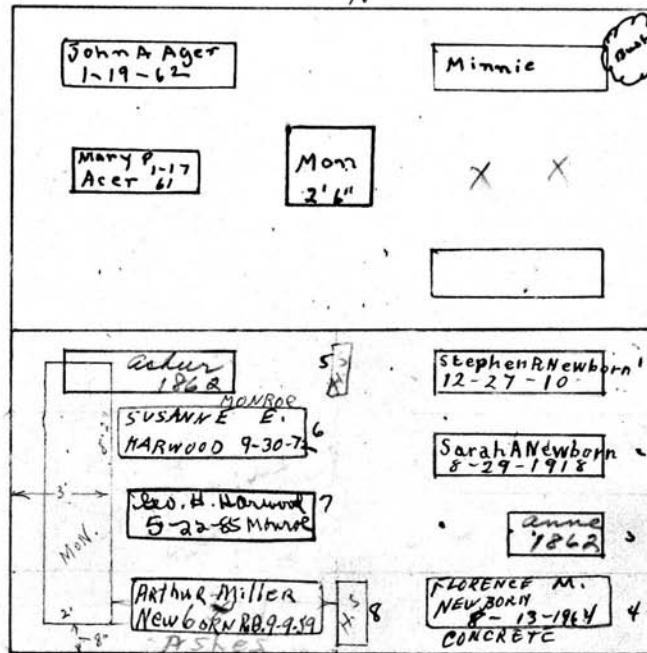 John A Ager
1-19-62
Minnie
Bush
Mary P. 1-17
Acer 61
Mon
2' 6"
X X
asher
1862
5
Stephen R Newborn 1
12-27-10
MONROE
SUSANNE E.
HARWOOD 9-30-72 6
Sarah A Newborn
8-29-1918
3'
MON.
Geo. H. Harwood 7
5-22-85 Monroe
anne
1862 3
Arthur Miller
NewbORN R.B. 9-9-59
ASHES
8
FLORENCE M.
NEWBORN
8-13-1964 4
CONCRETE
2'
8"